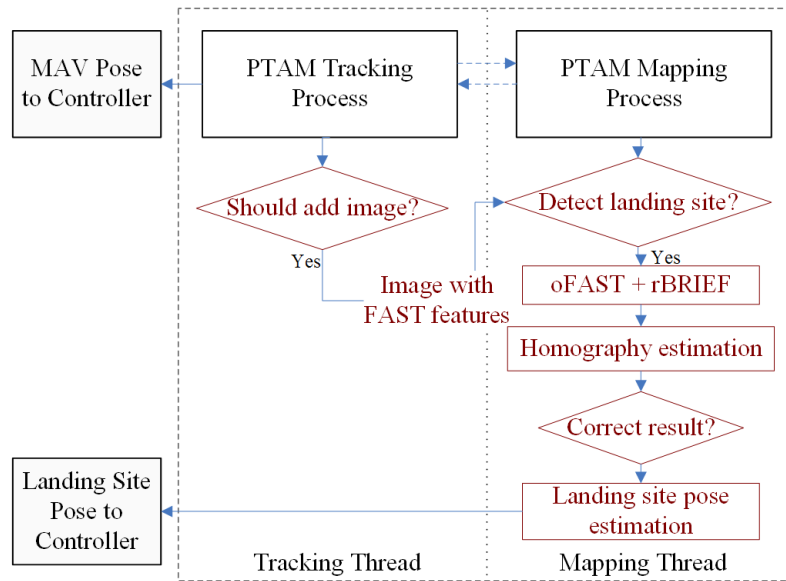 MAV Pose
to Controller
PTAM Tracking
Process
PTAM Mapping
Process
Should add image?
Detect landing site?
Yes
Yes
Image with
FAST features
oFAST + rBRIEF
Homography estimation
Correct result?
Landing Site
Pose to
Controller
Landing site pose
estimation
Tracking Thread
Mapping Thread